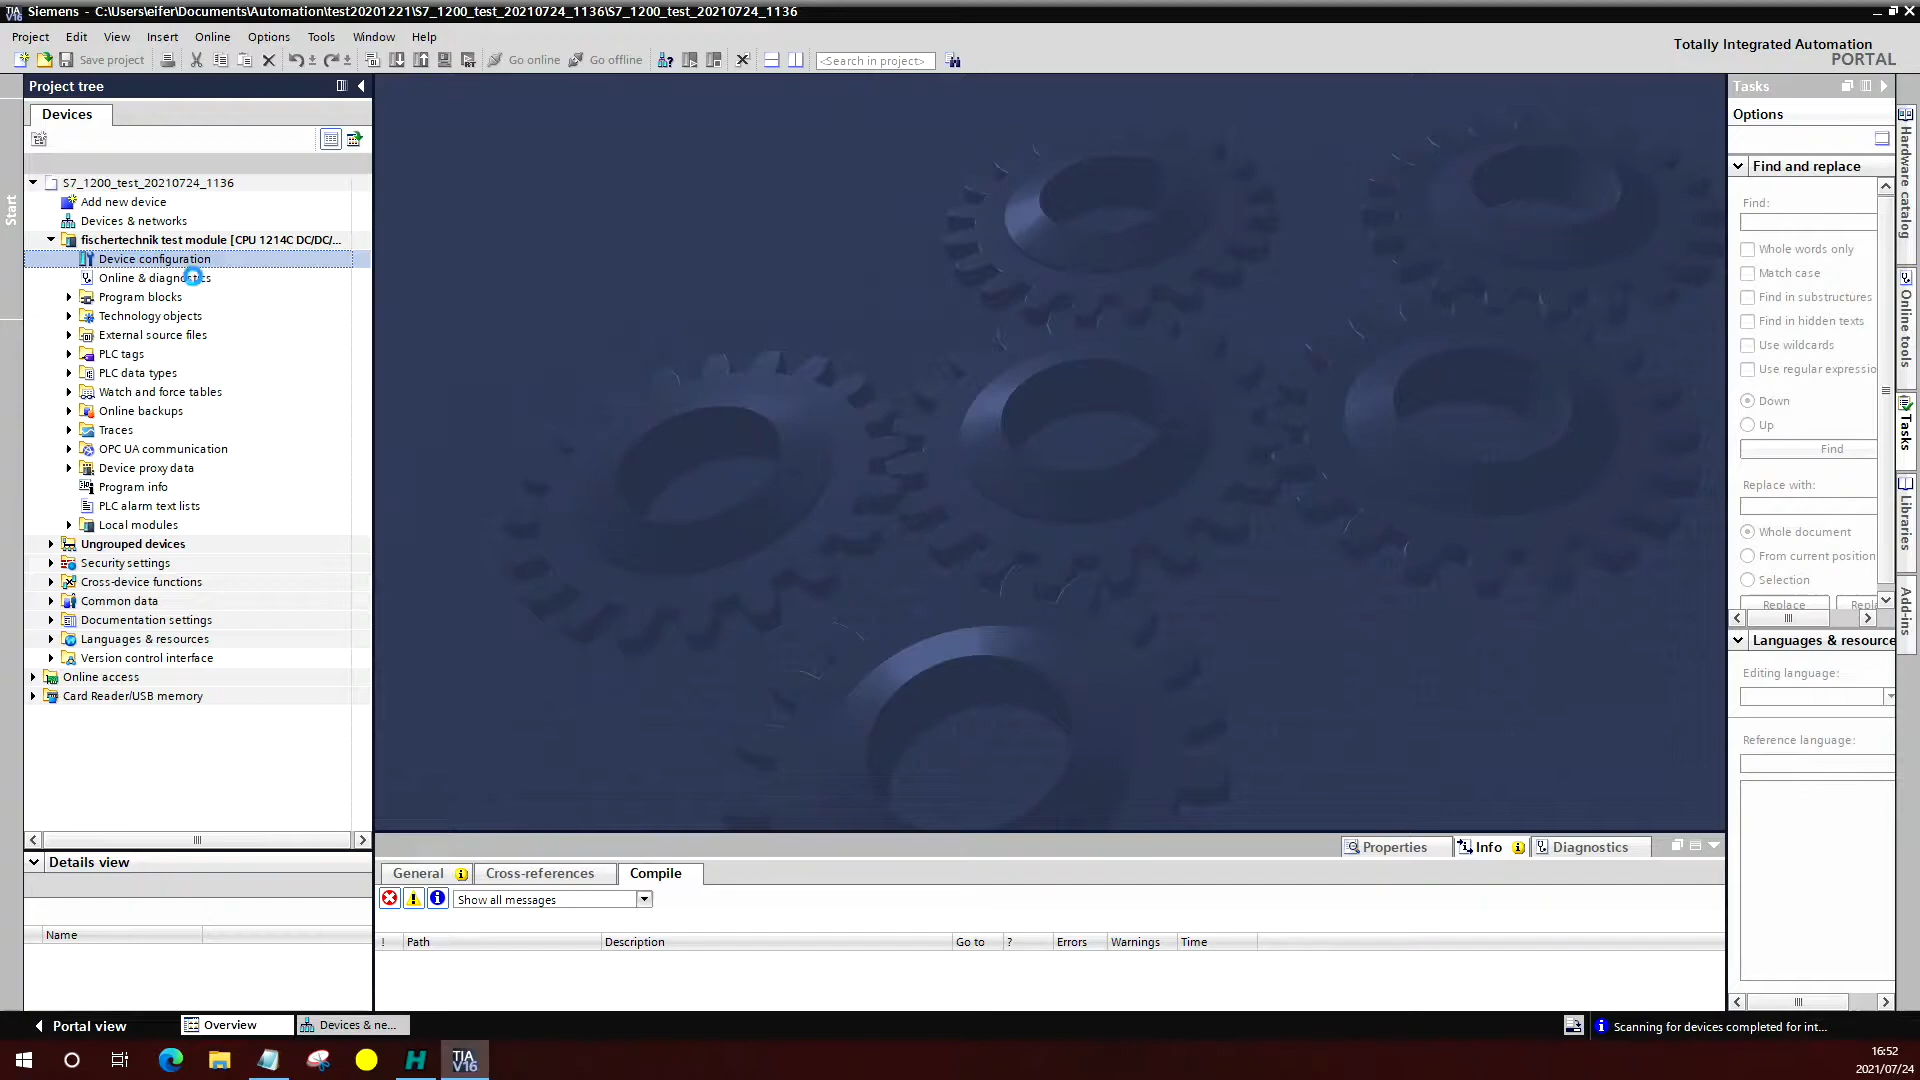 Siemens - C:\Users\eifer\Documents\Automation\test20201221\S7_1200_test_20210724_1136\S7_1200_test_20210724_1136
Project Edit View Insert Online Options Tools Window Help
Totally Integrated Automation
PORTAL
Save project Go online Go offline <Search in project>
Project tree
Devices
Start
S7_1200_test_20210724_1136
Add new device
Devices & networks
fischertechnik test module [CPU 1214C DC/DC/...
Device configuration
Online & diagnostics
Program blocks
Technology objects
External source files
PLC tags
PLC data types
Watch and force tables
Online backups
Traces
OPC UA communication
Device proxy data
Program info
PLC alarm text lists
Local modules
Ungrouped devices
Security settings
Cross-device functions
Common data
Documentation settings
Languages & resources
Version control interface
Online access
Card Reader/USB memory
Details view
Name
Properties Info Diagnostics
General Cross-references Compile
Show all messages
! Path Description Go to ? Errors Warnings Time
Tasks
Options
Find and replace
Find:
Whole words only
Match case
Find in substructures
Find in hidden texts
Use wildcards
Use regular expressio
Down
Up
Find
Replace with:
Whole document
From current position
Selection
Replace Repl
Languages & resource
Editing language:
Reference language:
Hardware catalog
Online tools
Tasks
Libraries
Add-ins
Portal view Overview Devices & ne...
Scanning for devices completed for int...
TIA
V16
16:52
2021/07/24